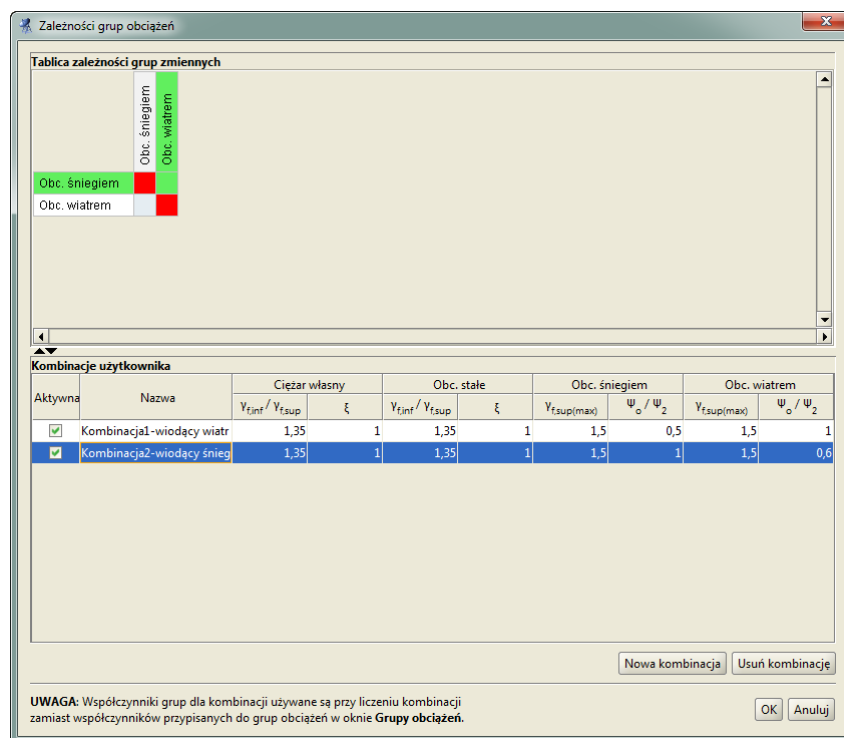 Zależności grup obciążeń
Tablica zależności grup zmiennych
Obc. śniegiem
Obc. wiatrem
Obc. śniegiem
Obc. wiatrem
Kombinacje użytkownika
Aktywna Nazwa Ciężar własny Obc. stałe Obc. śniegiem Obc. wiatrem
γf,inf / γf,sup ξ γf,inf / γf,sup ξ γf,sup(max) Ψo / Ψ2 γf,sup(max) Ψo / Ψ2
Kombinacja1-wiodący wiatr 1,35 1 1,35 1 1,5 0,5 1,5 1
Kombinacja2-wiodący śnieg 1,35 1 1,35 1 1,5 1 1,5 0,6
Nowa kombinacja Usuń kombinację
UWAGA: Współczynniki grup dla kombinacji używane są przy liczeniu kombinacji
zamiast współczynników przypisanych do grup obciążeń w oknie Grupy obciążeń.
OK Anuluj